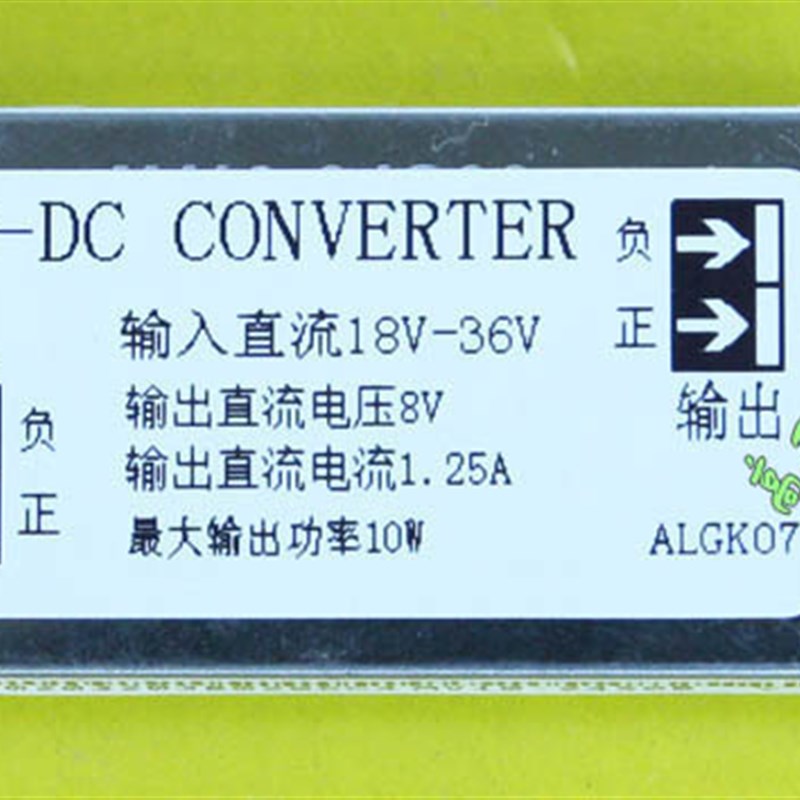 -DC CONVERTER
负
输入直流18V-36V
正
输出直流电压8V
输出
负
输出直流电流1.25A
正
最大输出功率10W
ALGK07